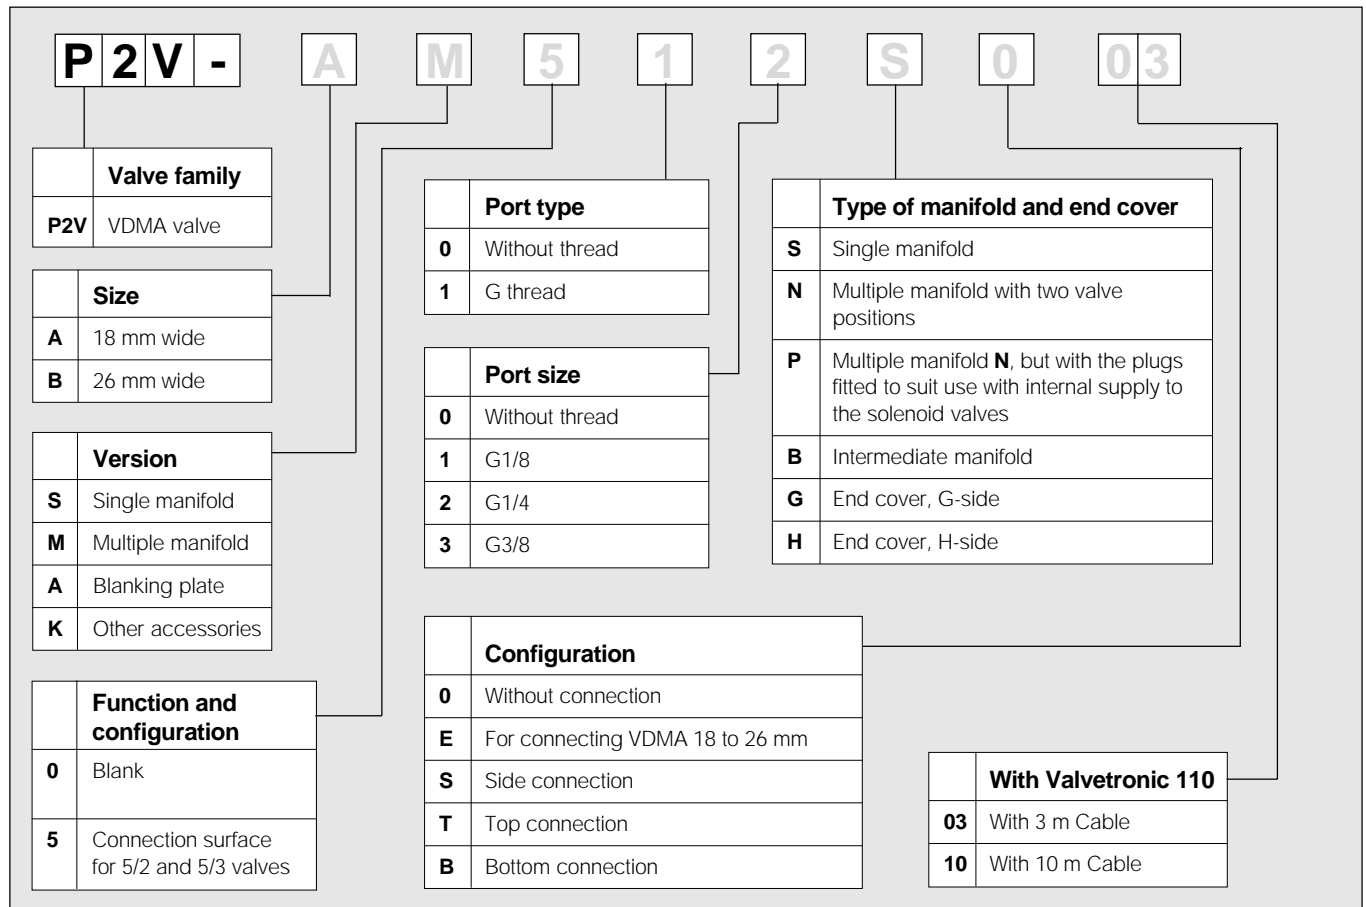 P2V- A M 5 1 2 S 0 03
Valve family
P2V VDMA valve
Size
A 18 mm wide
B 26 mm wide
Version
S Single manifold
M Multiple manifold
A Blanking plate
K Other accessories
Function and
configuration
0 Blank
5 Connection surface
for 5/2 and 5/3 valves
Port type
0 Without thread
1 G thread
Port size
0 Without thread
1 G1/8
2 G1/4
3 G3/8
Type of manifold and end cover
S Single manifold
N Multiple manifold with two valve
positions
P Multiple manifold N, but with the plugs
fitted to suit use with internal supply to
the solenoid valves
B Intermediate manifold
G End cover, G-side
H End cover, H-side
Configuration
0 Without connection
E For connecting VDMA 18 to 26 mm
S Side connection
T Top connection
B Bottom connection
With Valvetronic 110
03 With 3 m Cable
10 With 10 m Cable